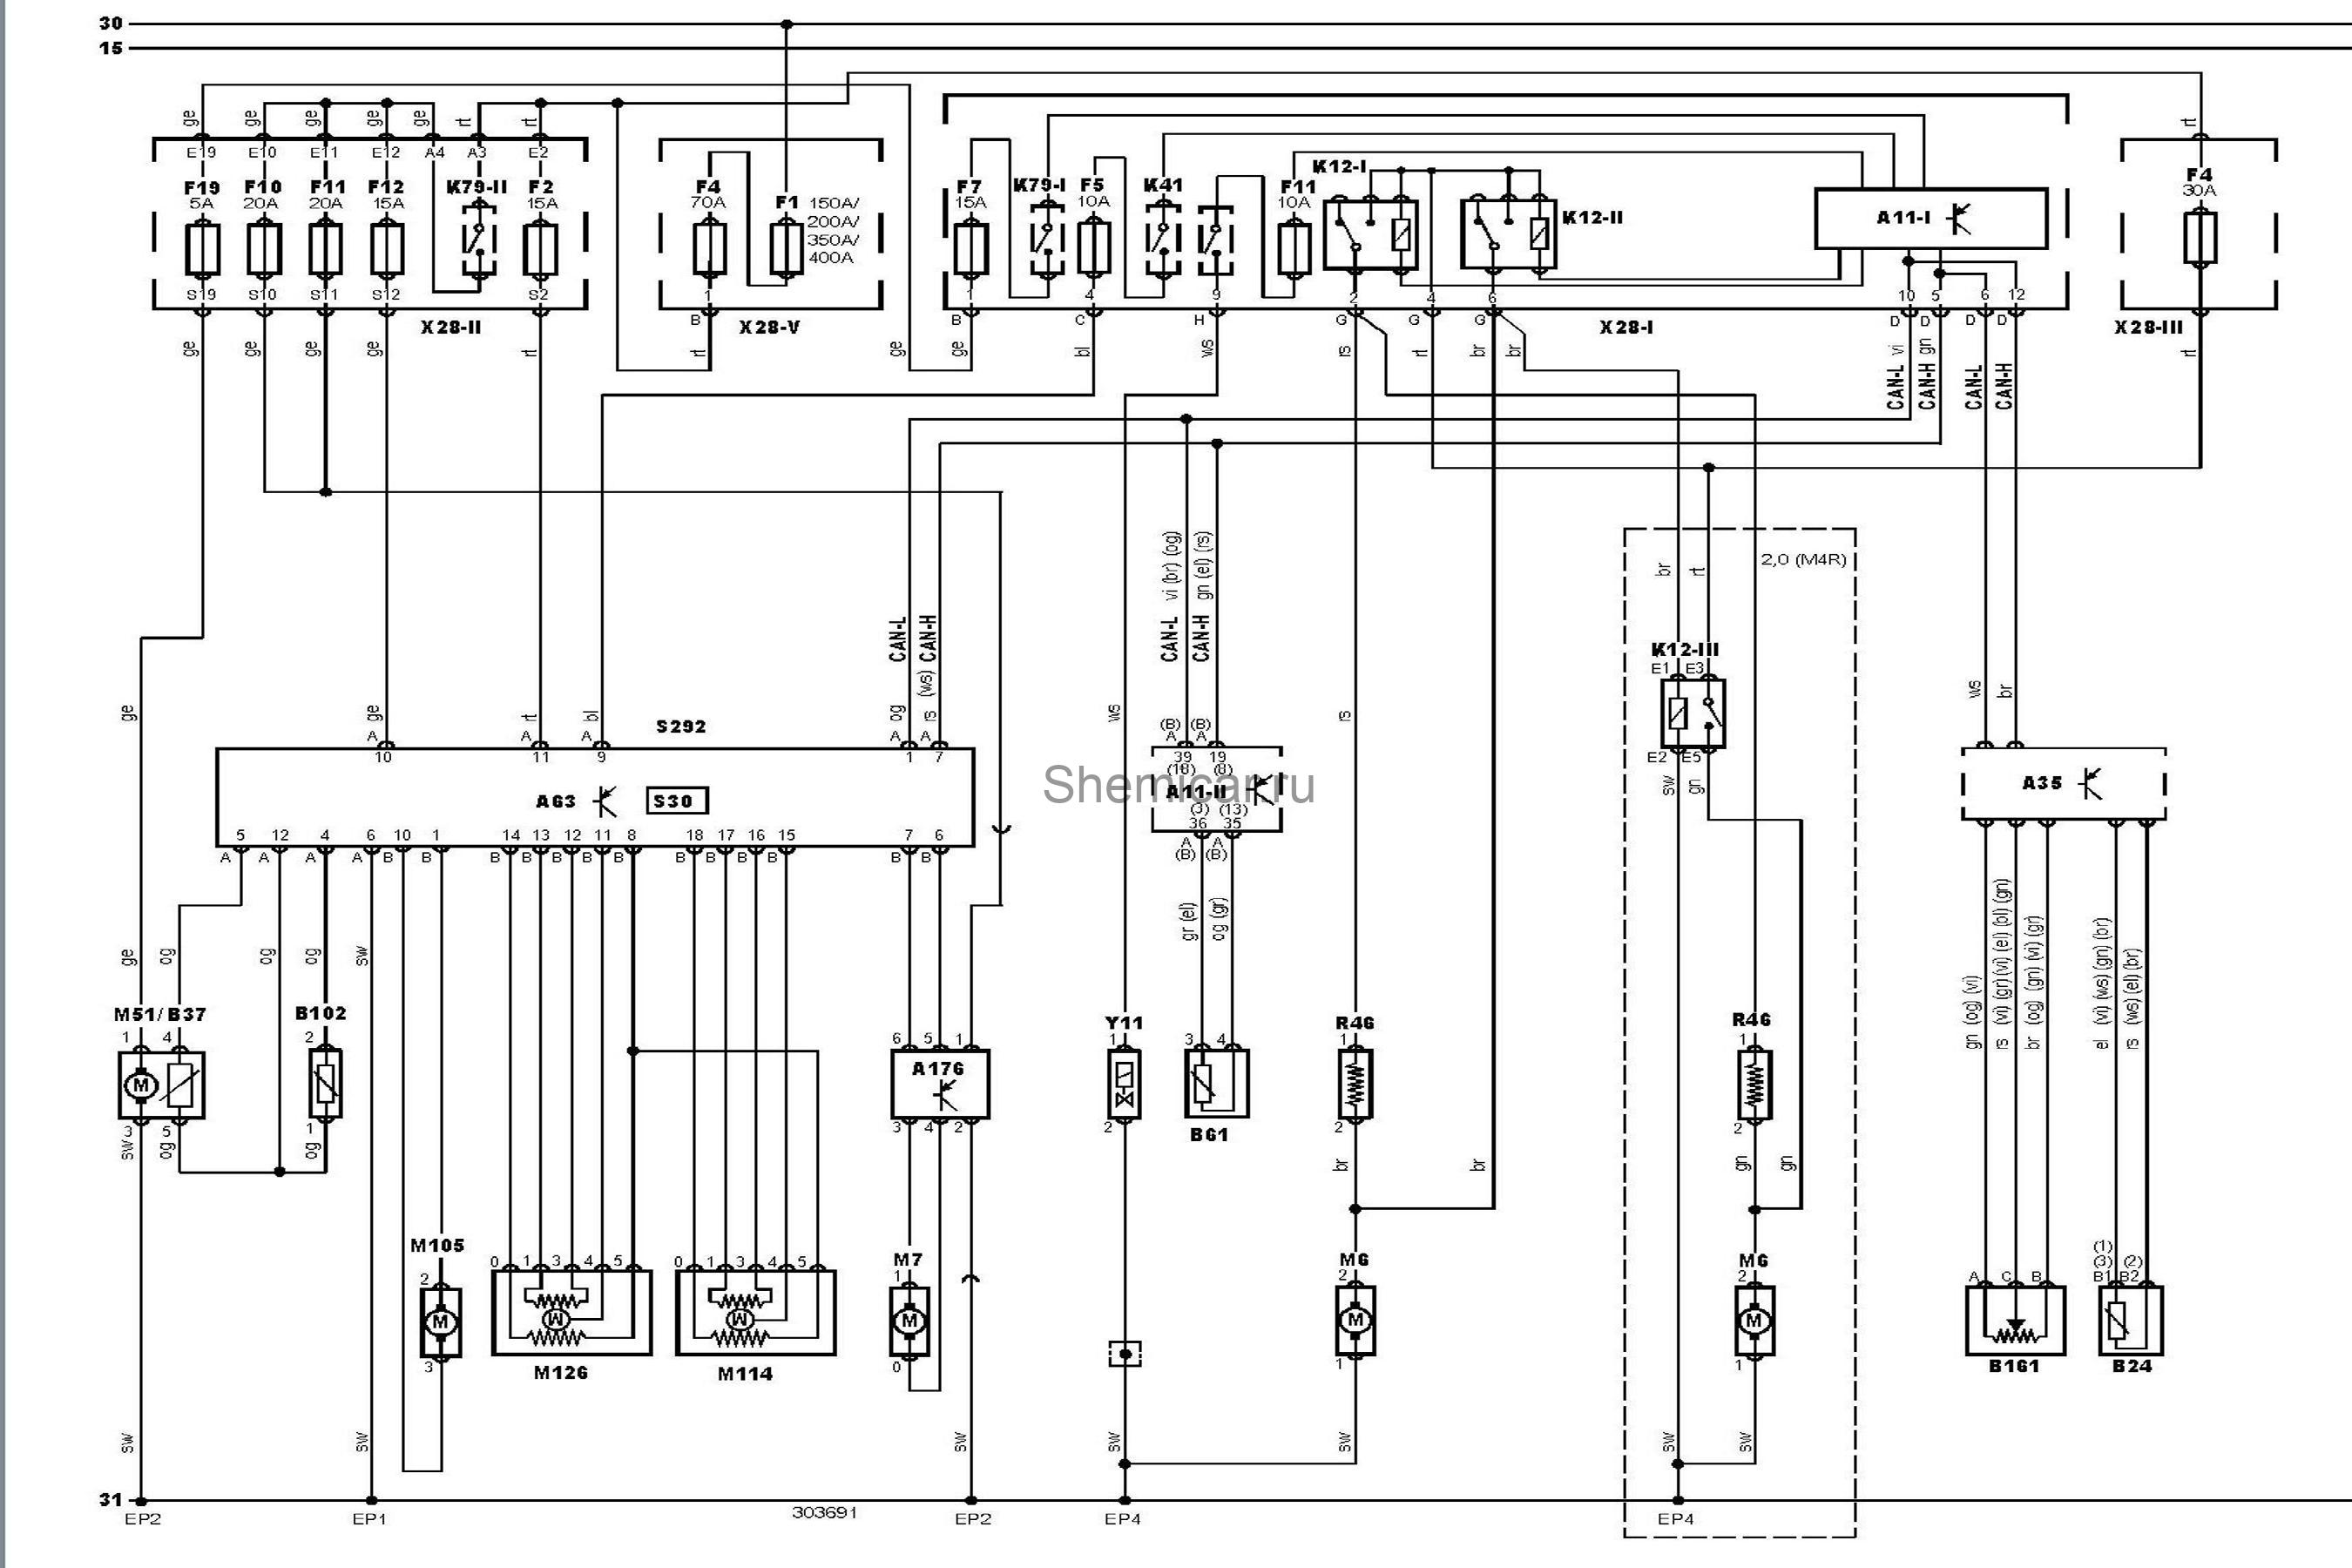 30
15
ge ge ge ge ge rt rt rt
E19 E10 E11 E12 A4 A3 E2
F19 F10 F11 F12 K79-II F2
5A 20A 20A 15A 15A
F4 F1 150A/
70A 200A/
350A/
400A
F7 K79-I F5 K41 F11 K12-I K12-II A11-I
15A 10A 10A
F4
30A
S19 S10 S11 S12 S2
1 1 4 9 2 4 6 10 5 6 12
B B C H G G G D D D D
X28-II X28-V X28-I X28-III
ge ge ge rt rt ge ge bl ws rs rt br br vi gn rt
CAN-L CAN-H CAN-L CAN-H
vi (br) (og) gn (el) (rs)
2,0 (M4R)
br rt
CAN-L CAN-H CAN-L CAN-H
K12-III
E1 E3
ge ge rt bl og rs (ws) ws rs ws br
S292
A A A A A (B) (B)
A A
10 11 9 1 7 39 19
(18) (8)
E2 E5
sw gn
A63 S30 Shemicar.ru A11-II A35
(3) (13)
36 35
5 12 4 6 10 1 14 13 12 11 8 18 17 16 15 7 6
A A A A B B B B B B B B B B B B B A A
(B) (B)
ge og og og sw gr (el) og (gr)
gn (og) (vi) rs (vi) (gr) (vi) (el) (bl) (gn) br (og) (gn) (vi) (gr) el (vi) (ws) (gn) (br) rs (ws) (el) (br)
M51/B37 B102 Y11 R46 R46
1 4 2 6 5 1 1 3 4 1 1
M A176
3 5 1 3 4 2 2 2 2
sw og og B61 br br gn gn
M105 M7 M6 M6
2 0 1 3 4 5 0 1 3 4 5 1 2 2
(1)
(3) (2)
A C B B1 B2
M M M M M M
3 0 1 1
M126 M114 B161 B24
sw sw sw sw sw sw sw
31
303691
EP2 EP1 EP2 EP4 EP4